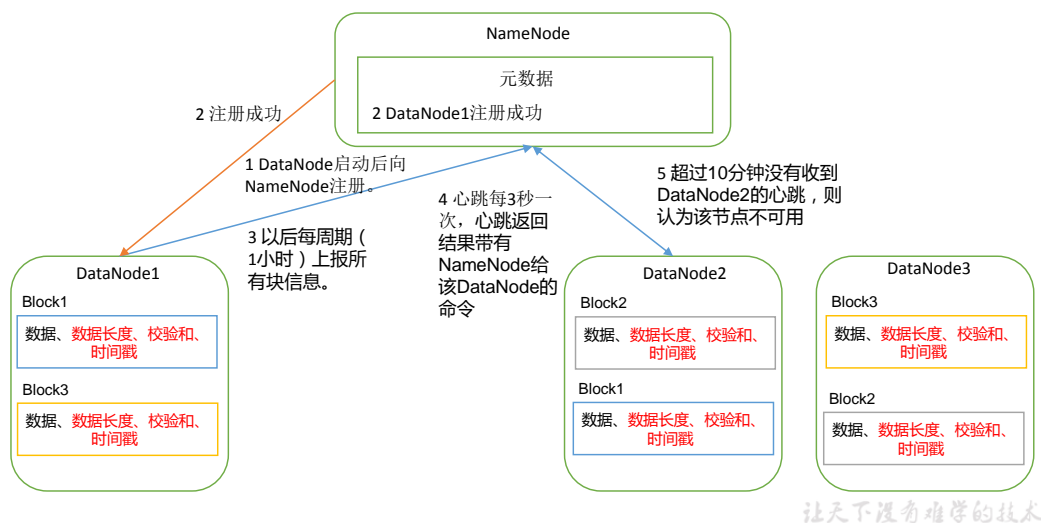 NameNode
元数据
2 DataNode1注册成功
2 注册成功
1 DataNode启动后向
NameNode注册。
3 以后每周期（
1小时）上报所
有块信息。
4 心跳每3秒一
次，心跳返回
结果带有
NameNode给
该DataNode的
命令
5 超过10分钟没有收到
DataNode2的心跳，则
认为该节点不可用
DataNode1
Block1
数据、数据长度、校验和、
时间戳
Block3
数据、数据长度、校验和、
时间戳
DataNode2
Block2
数据、数据长度、校验和、
时间戳
Block1
数据、数据长度、校验和、
时间戳
DataNode3
Block3
数据、数据长度、校验和、
时间戳
Block2
数据、数据长度、校验和、
时间戳
让天下没有难学的技术